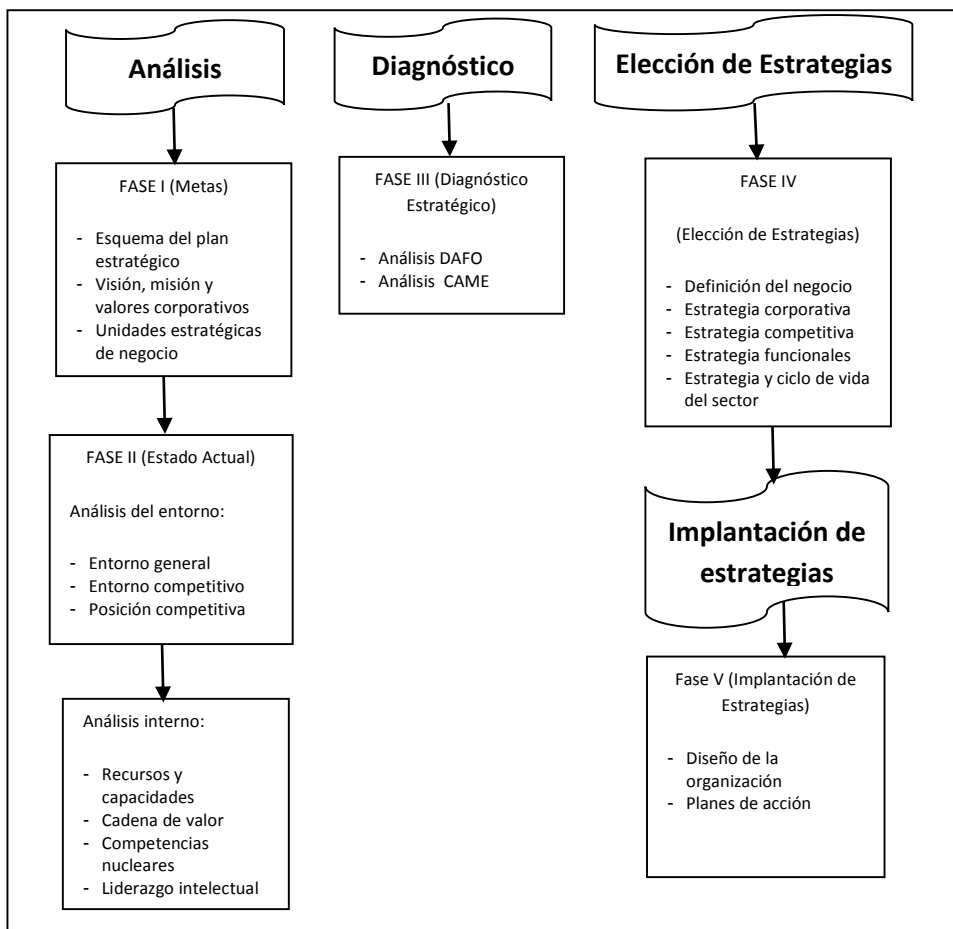 Análisis
FASE I (Metas)
- Esquema del plan
estratégico
- Visión, misión y
valores corporativos
- Unidades estratégicas
de negocio
FASE II (Estado Actual)
Análisis del entorno:
- Entorno general
- Entorno competitivo
- Posición competitiva
Análisis interno:
- Recursos y
capacidades
- Cadena de valor
- Competencias
nucleares
- Liderazgo intelectual
Diagnóstico
FASE III (Diagnóstico
Estratégico)
- Análisis DAFO
- Análisis CAME
Elección de Estrategias
FASE IV
(Elección de Estrategias)
- Definición del negocio
- Estrategia corporativa
- Estrategia competitiva
- Estrategia funcionales
- Estrategia y ciclo de vida
del sector
Implantación de
estrategias
Fase V (Implantación de
Estrategias)
- Diseño de la
organización
- Planes de acción